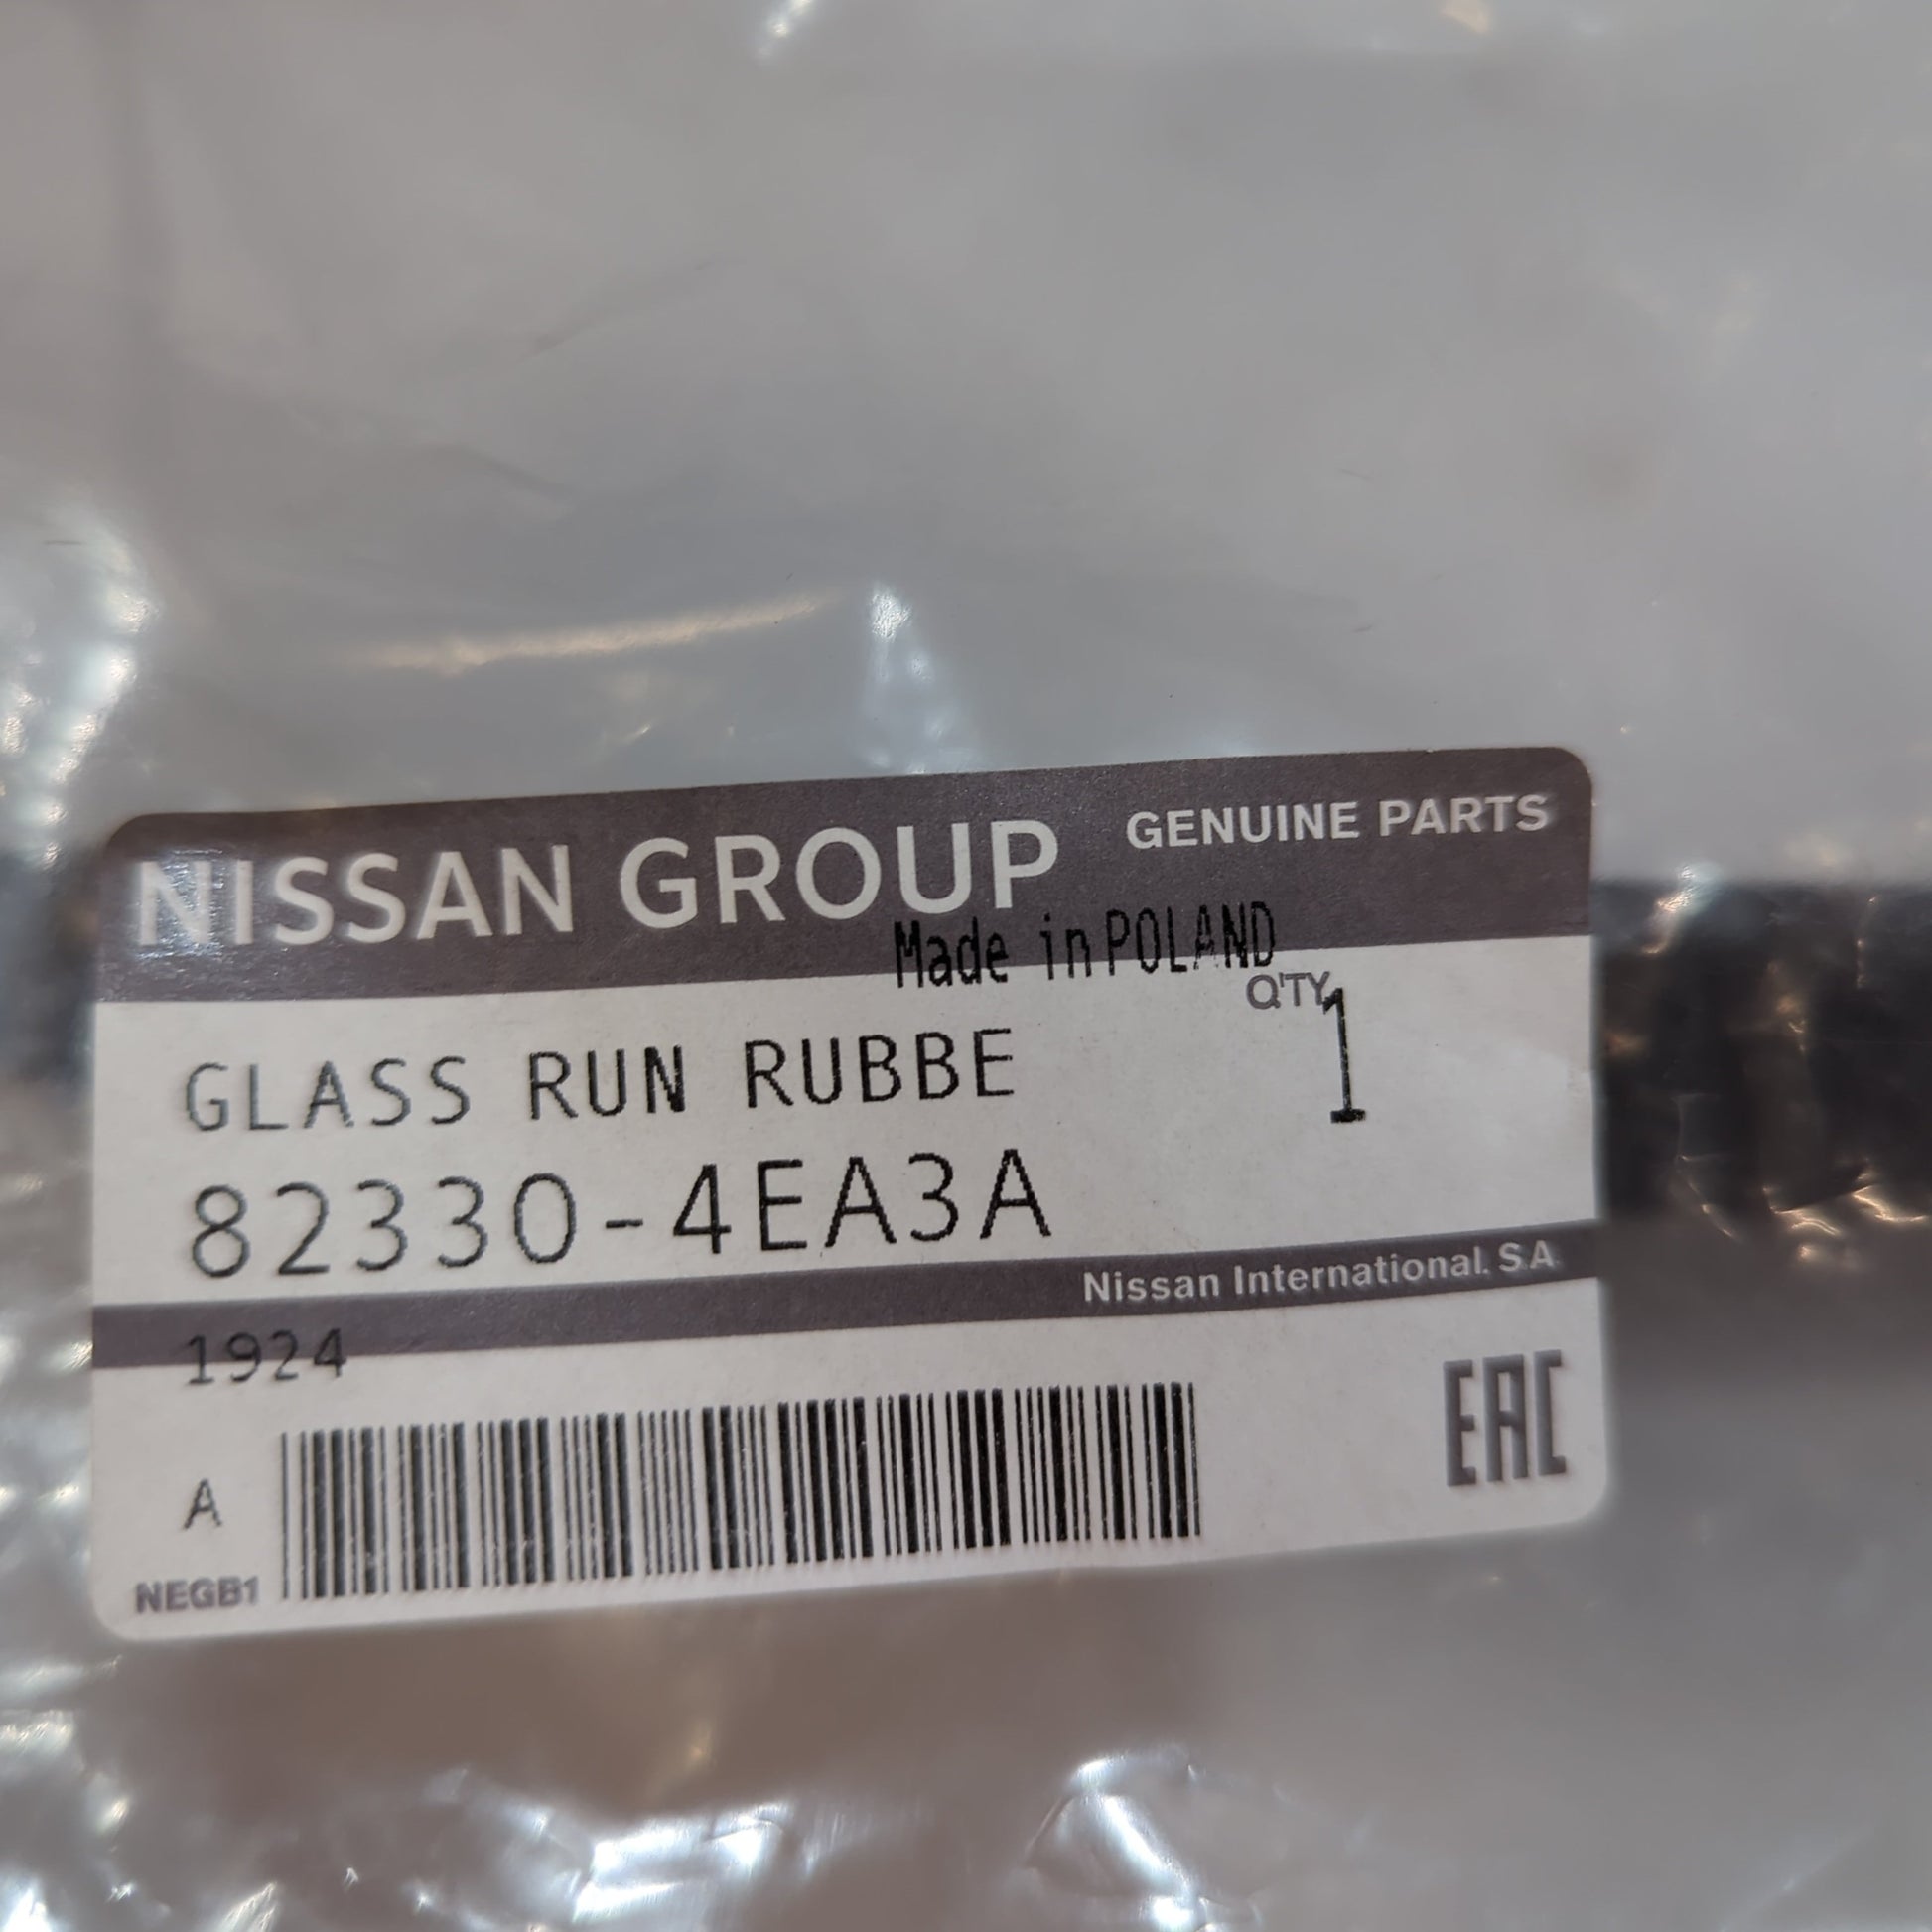 NISSAN GROUP GENUINE PARTS
Made in POLAND
Q'TY
GLASS RUN RUBBE 1
82330-4EA3A
Nissan International. S.A
1924
A
NEGB1
EAC